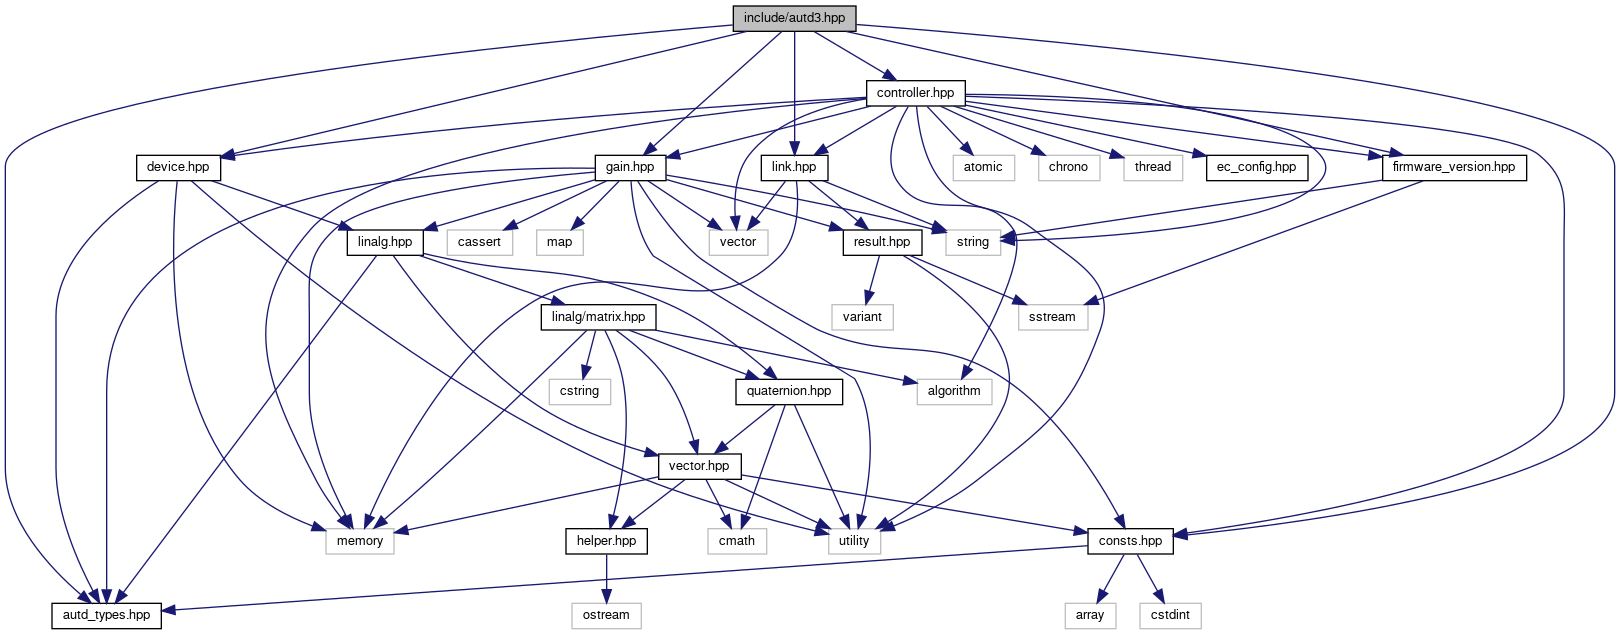 include/autd3.hpp
controller.hpp
device.hpp
gain.hpp
link.hpp
atomic
chrono
thread
ec_config.hpp
firmware_version.hpp
linalg.hpp
cassert
map
vector
result.hpp
string
linalg/matrix.hpp
variant
sstream
cstring
quaternion.hpp
algorithm
vector.hpp
memory
helper.hpp
cmath
utility
consts.hpp
autd_types.hpp
ostream
array
cstdint